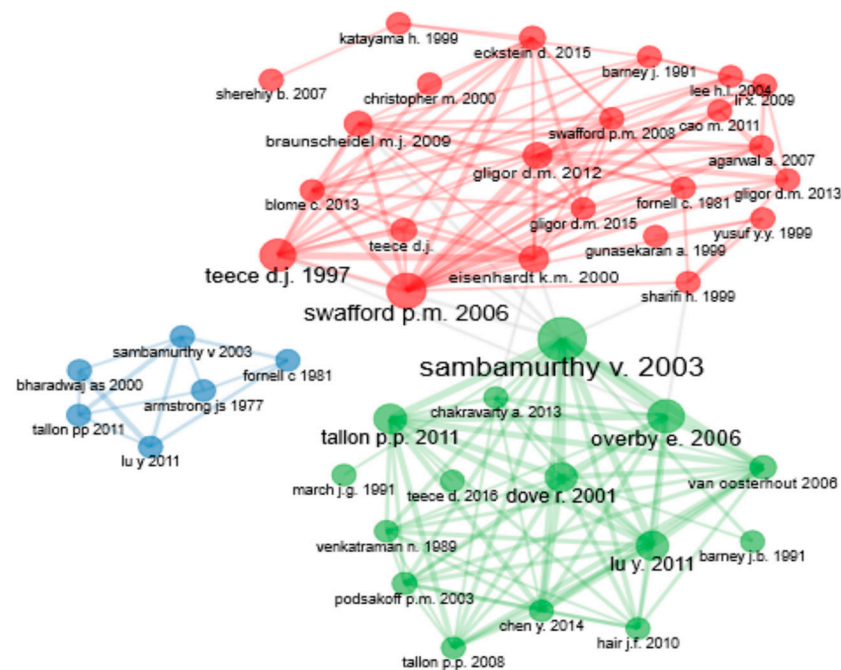 katayama h. 1999
eckstein d. 2015
barney j. 1991
sherehiy b. 2007
christopher m. 2000
lee h.l. 2004
li x. 2009
swafford p.m. 2008
cao m. 2011
braunscheidel m.j. 2009
agarwal a. 2007
gligor d.m. 2012
gligor d.m. 2013
blome c. 2013
fornell c. 1981
gligor d.m. 2015
yusuf y.y. 1999
teece d.j.
gunasekaran a. 1999
teece d.j. 1997
eisenhardt k.m. 2000
sharifi h. 1999
swafford p.m. 2006
sambamurthy v 2003
sambamurthy v. 2003
fornell c 1981
bharadwaj as 2000
armstrong js 1977
tallon pp 2011
chakravarty a. 2013
tallon p.p. 2011
overby e. 2006
lu y 2011
march j.g. 1991
teece d. 2016
dove r. 2001
van oosterhout 2006
venkatraman n. 1989
lu y. 2011
barney j.b. 1991
podsakoff p.m. 2003
chen y. 2014
hair j.f. 2010
tallon p.p. 2008